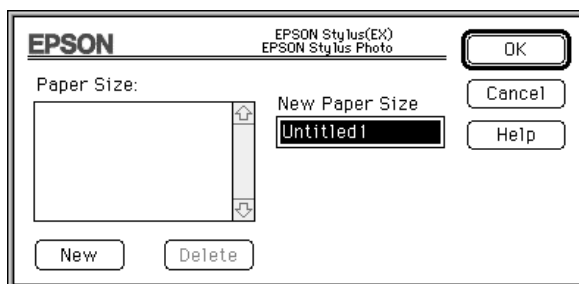 EPSON
EPSON Stylus(EX)
EPSON Stylus Photo
OK
Paper Size:
New Paper Size
Cancel
Untitled1
Help
New
Delete